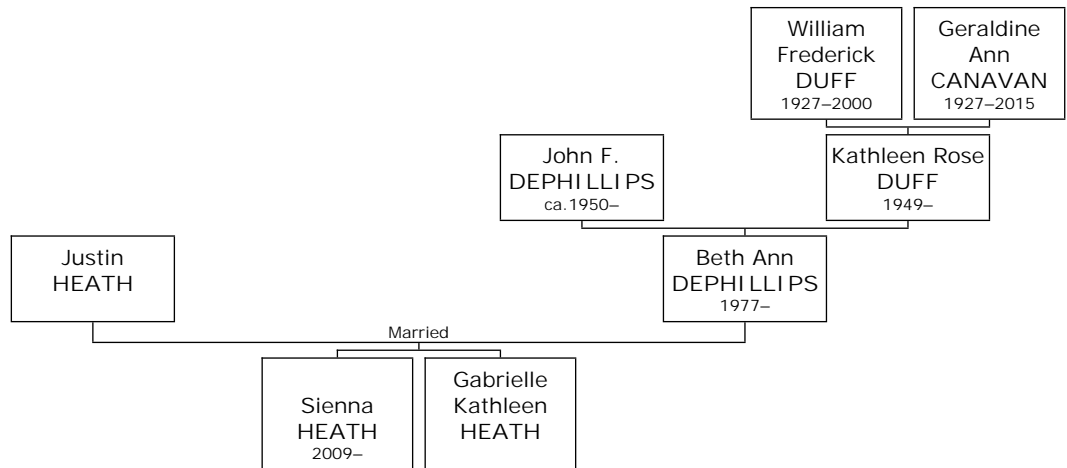 William
Frederick
DUFF
1927–2000
Geraldine
Ann
CANAVAN
1927–2015
John F.
DEPHILLIPS
ca.1950–
Kathleen Rose
DUFF
1949–
Justin
HEATH
Beth Ann
DEPHILLIPS
1977–
Married
Sienna
HEATH
2009–
Gabrielle
Kathleen
HEATH